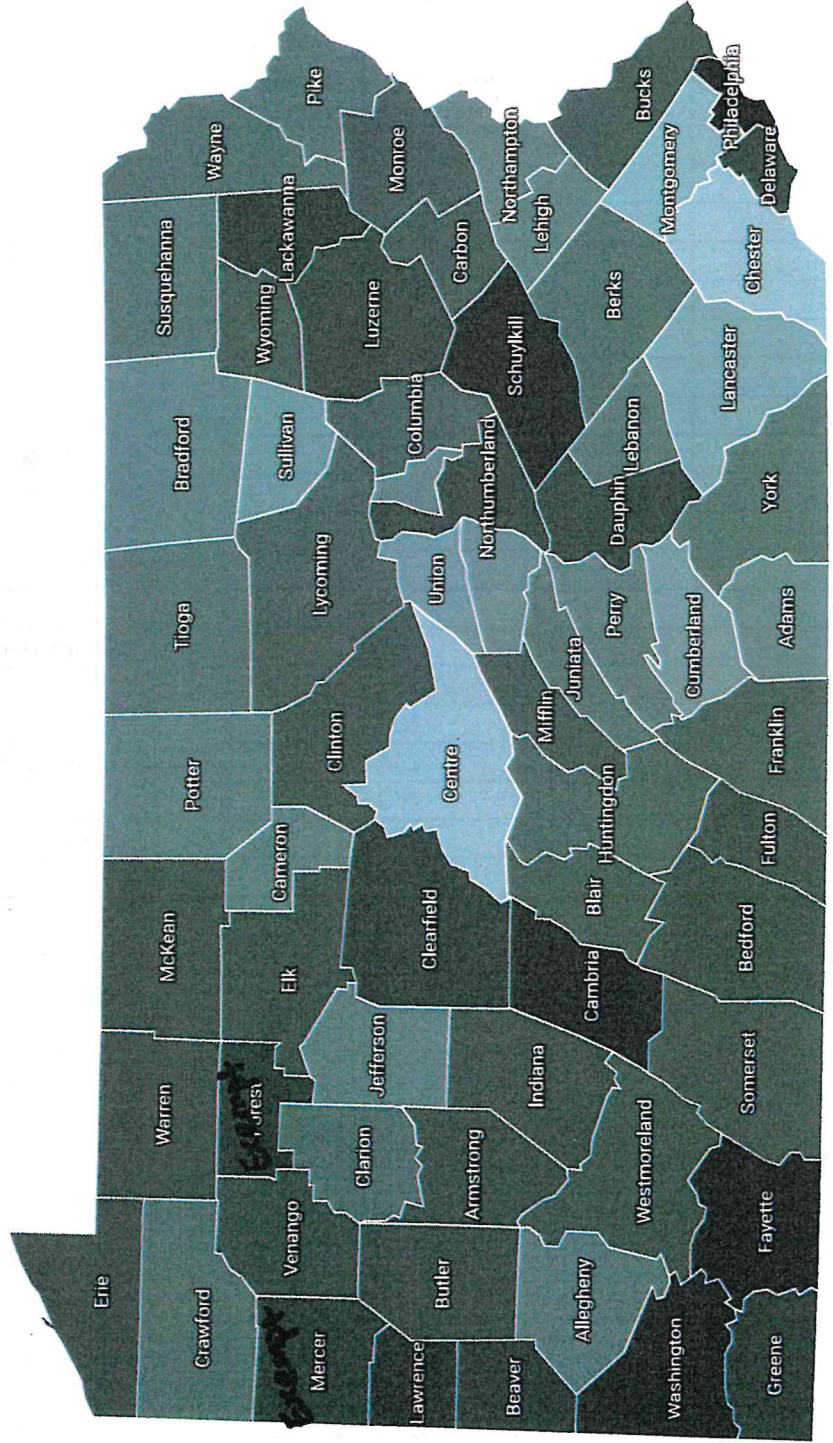 Erie
Warren
McKean
Potter
Tioga
Bradford
Susquehanna
Wayne
Crawford
Exempt
Forest
Elk
Cameron
Sullivan
Wyoming
Lackawanna
Pike
Exempt
Mercer
Venango
Clarion
Jefferson
Clinton
Lycoming
Columbia
Luzerne
Monroe
Lawrence
Butler
Armstrong
Clearfield
Centre
Union
Northumberland
Carbon
Beaver
Indiana
Schuylkill
Northampton
Lehigh
Allegheny
Westmoreland
Cambria
Blair
Huntingdon
Mifflin
Juniata
Perry
Dauphin
Lebanon
Berks
Bucks
Washington
Cumberland
Lancaster
Montgomery
Philadelphia
Greene
Fayette
Somerset
Bedford
Fulton
Franklin
Adams
York
Chester
Delaware